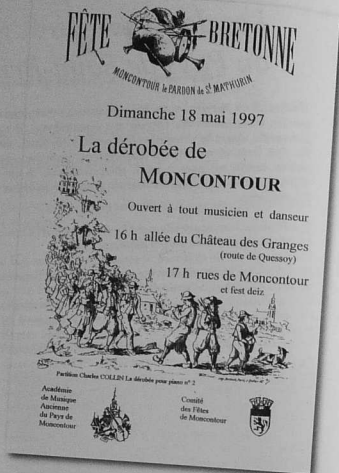 FÊTE BRETONNE
MONCONTOUR le PARDON de St MATHURIN
Dimanche 18 mai 1997
La dérobée de
MONCONTOUR
Ouvert à tout musicien et danseur
16 h allée du Château des Granges
(route de Quessoy)
17 h rues de Moncontour
et fest deiz
Partition Charles COLLIN La dérobée pour piano n° 2
Académie
de Musique
Ancienne
du Pays de
Moncontour
Comité
des Fêtes
de Moncontour